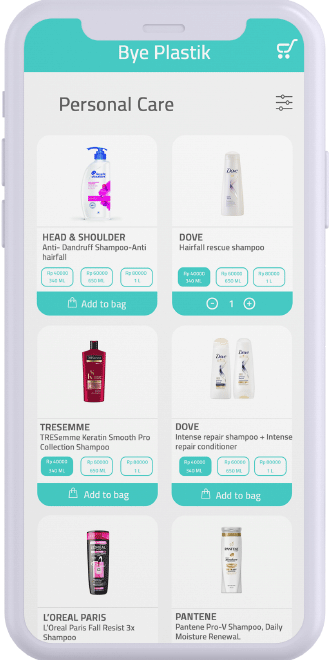 Bye Plastik
Personal Care
HEAD & SHOULDER
Anti- Dandruff Shampoo-Anti
hairfall
Rp 40000 Rp 60000 Rp 80000
340 ML 650 ML 1 L
Add to bag
Dove
DOVE
Hairfall rescue shampoo
Rp 40000 Rp 60000 Rp 80000
340 ML 650 ML 1 L
1
TRESEMME
TRESemme Keratin Smooth Pro
Collection Shampoo
Rp 40000 Rp 60000 Rp 80000
340 ML 650 ML 1 L
Add to bag
Dove Dove
DOVE
Intense repair shampoo + Intense
repair conditioner
Rp 40000 Rp 60000 Rp 80000
340 ML 650 ML 1 L
Add to bag
L'OREAL PARIS
L'Oreal Paris Fall Resist 3x
Shampoo
PANTENE
PANTENE
Pantene Pro-V Shampoo, Daily
Moisture Renewal,